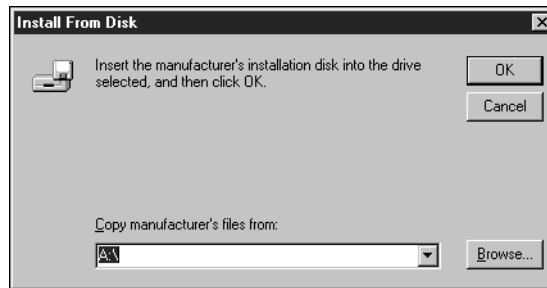 Install From Disk
Insert the manufacturer's installation disk into the drive
selected, and then click OK.
OK
Cancel
Copy manufacturer's files from:
A:\
Browse...